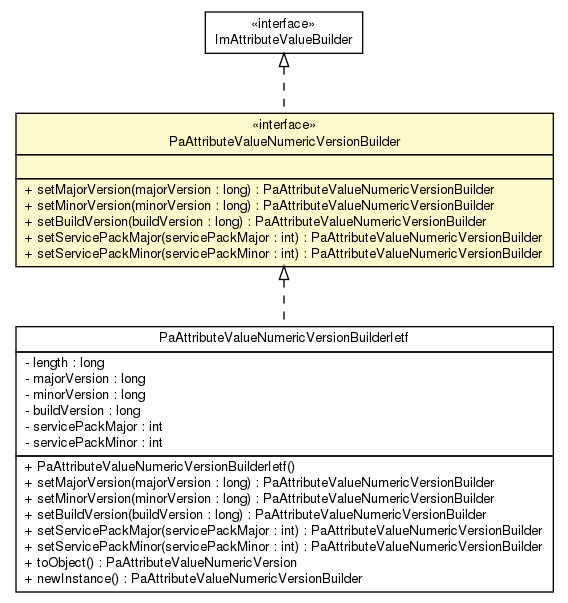 «interface»
ImAttributeValueBuilder
«interface»
PaAttributeValueNumericVersionBuilder
+ setMajorVersion(majorVersion : long) : PaAttributeValueNumericVersionBuilder
+ setMinorVersion(minorVersion : long) : PaAttributeValueNumericVersionBuilder
+ setBuildVersion(buildVersion : long) : PaAttributeValueNumericVersionBuilder
+ setServicePackMajor(servicePackMajor : int) : PaAttributeValueNumericVersionBuilder
+ setServicePackMinor(servicePackMinor : int) : PaAttributeValueNumericVersionBuilder
PaAttributeValueNumericVersionBuilderIetf
- length : long
- majorVersion : long
- minorVersion : long
- buildVersion : long
- servicePackMajor : int
- servicePackMinor : int
+ PaAttributeValueNumericVersionBuilderIetf()
+ setMajorVersion(majorVersion : long) : PaAttributeValueNumericVersionBuilder
+ setMinorVersion(minorVersion : long) : PaAttributeValueNumericVersionBuilder
+ setBuildVersion(buildVersion : long) : PaAttributeValueNumericVersionBuilder
+ setServicePackMajor(servicePackMajor : int) : PaAttributeValueNumericVersionBuilder
+ setServicePackMinor(servicePackMinor : int) : PaAttributeValueNumericVersionBuilder
+ toObject() : PaAttributeValueNumericVersion
+ newInstance() : PaAttributeValueNumericVersionBuilder